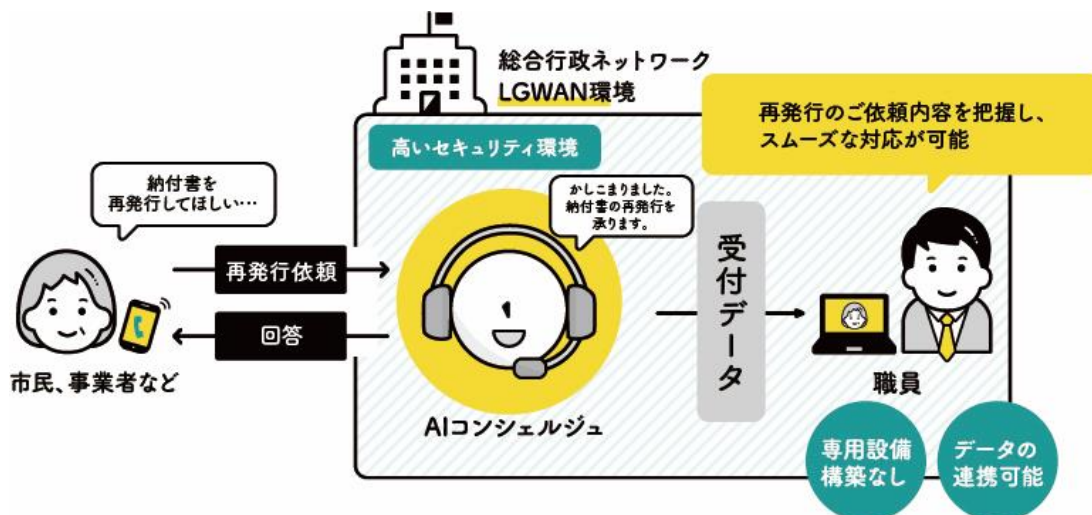 総合行政ネットワーク
LGWAN環境
再発行のご依頼内容を把握し、
スムーズな対応が可能
高いセキュリティ環境
納付書を
再発行してほしい…
かしこまりました。
納付書の再発行を
承ります。
再発行依頼
回答
受付データ
市民、事業者など
AIコンシェルジュ
職員
専用設備
構築なし
データの
連携可能